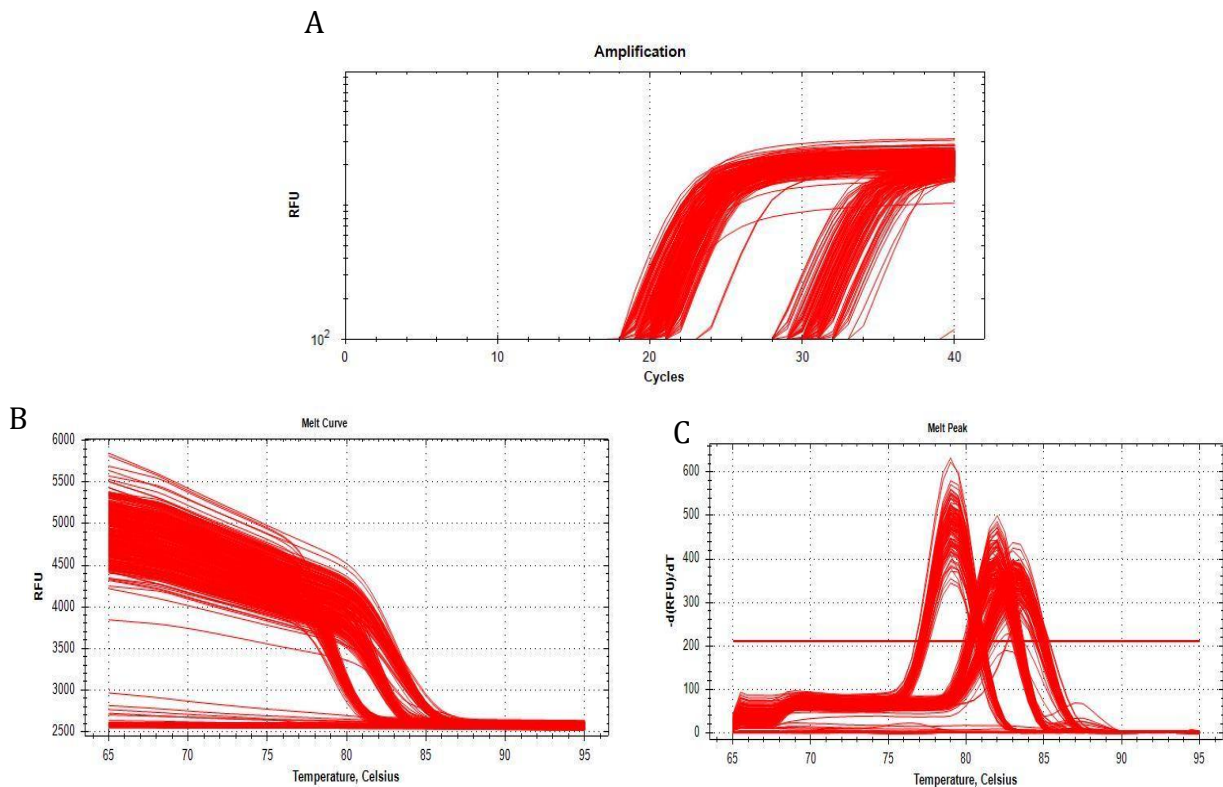 A
Amplification
RFU
10²
0 10 20 30 40
Cycles
B
Melt Curve
6000
5500
5000
4500
4000
3500
3000
2500
RFU
65 70 75 80 85 90 95
Temperature, Celsius
C
Melt Peak
600
500
400
300
200
100
0
-d(RFU)/dT
65 70 75 80 85 90 95
Temperature, Celsius